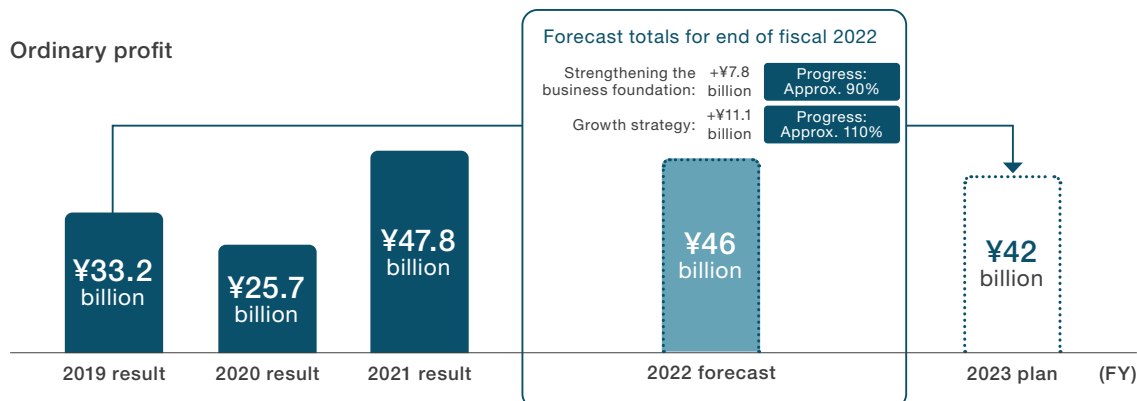 Ordinary profit
Forecast totals for end of fiscal 2022
Strengthening the
business foundation:
+¥7.8
billion
Progress:
Approx. 90%
Growth strategy:
+¥11.1
billion
Progress:
Approx. 110%
¥33.2
billion
¥25.7
billion
¥47.8
billion
¥46
billion
¥42
billion
2019 result
2020 result
2021 result
2022 forecast
2023 plan
(FY)